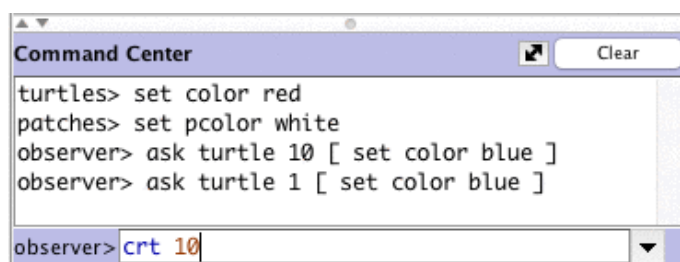 Command Center Clear
turtles> set color red
patches> set pcolor white
observer> ask turtle 10 [ set color blue ]
observer> ask turtle 1 [ set color blue ]
observer> crt 10